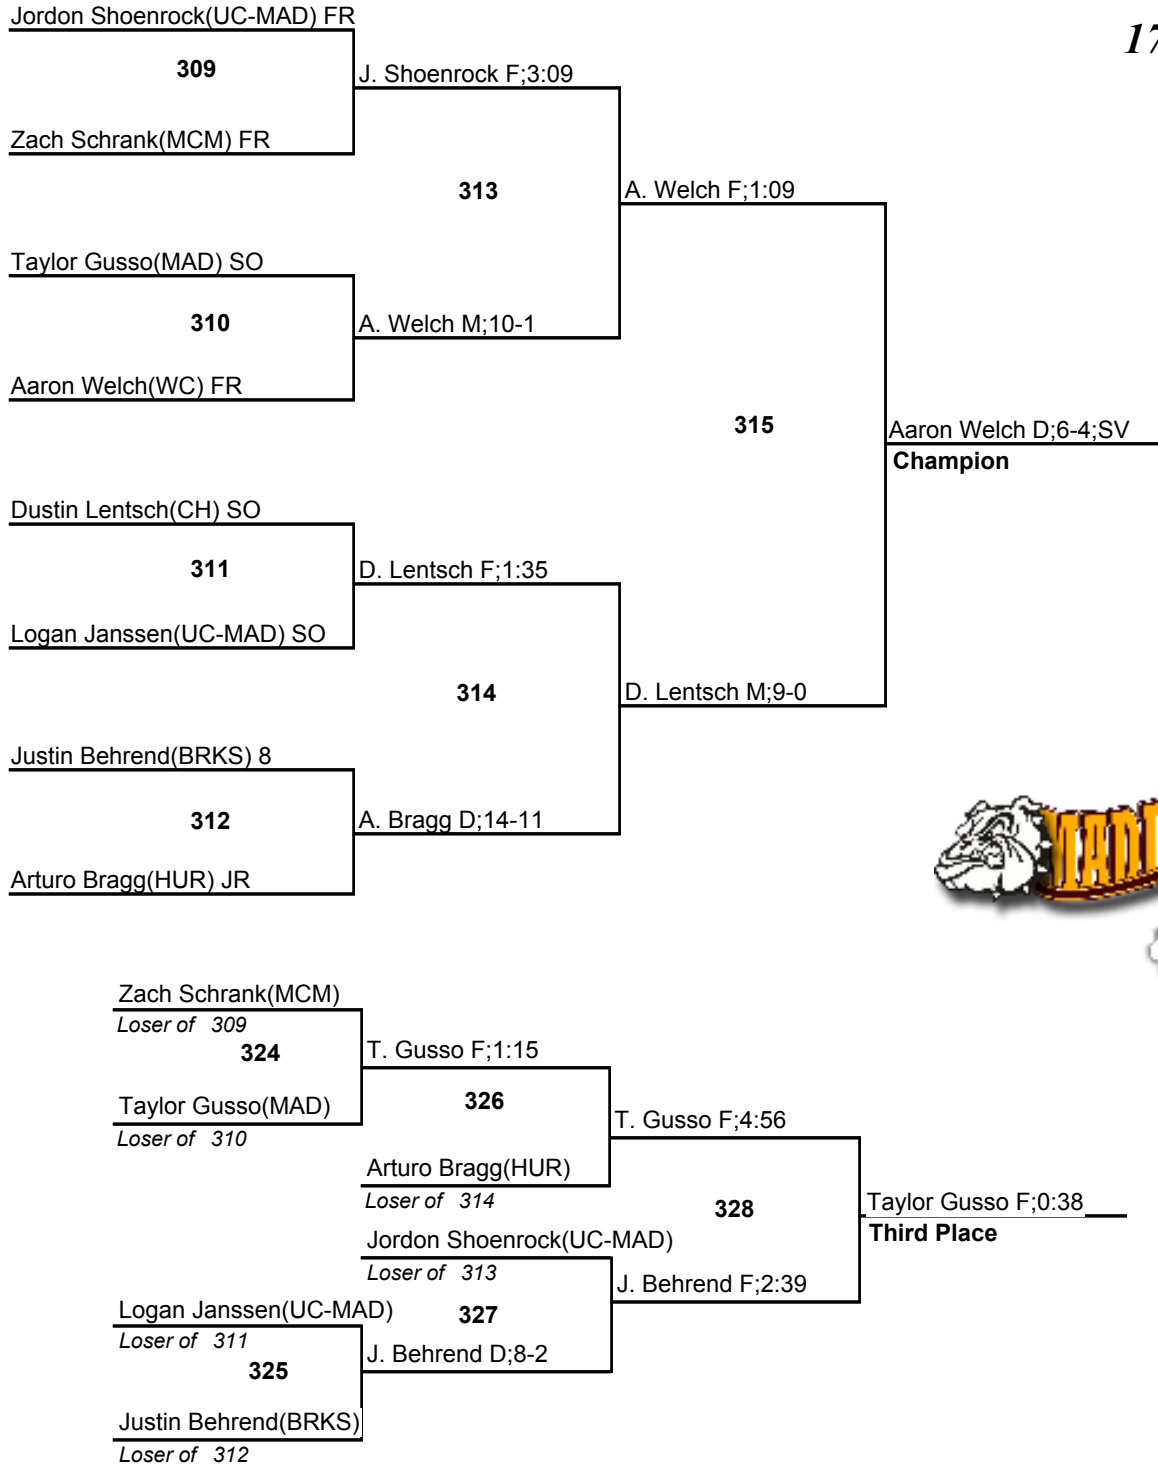 Jordon Shoenrock(UC-MAD) FR
17
309
J. Shoenrock F;3:09
Zach Schrank(MCM) FR
313
A. Welch F;1:09
Taylor Gusso(MAD) SO
310
A. Welch M;10-1
Aaron Welch(WC) FR
315
Aaron Welch D;6-4;SV
Champion
Dustin Lentsch(CH) SO
311
D. Lentsch F;1:35
Logan Janssen(UC-MAD) SO
314
D. Lentsch M;9-0
Justin Behrend(BRKS) 8
312
A. Bragg D;14-11
Arturo Bragg(HUR) JR
Zach Schrank(MCM)
Loser of 309
324
T. Gusso F;1:15
Taylor Gusso(MAD)
Loser of 310
326
T. Gusso F;4:56
Arturo Bragg(HUR)
Loser of 314
328
Taylor Gusso F;0:38
Third Place
Jordon Shoenrock(UC-MAD)
Loser of 313
J. Behrend F;2:39
Logan Janssen(UC-MAD)
327
Loser of 311
325
J. Behrend D;8-2
Justin Behrend(BRKS)
Loser of 312